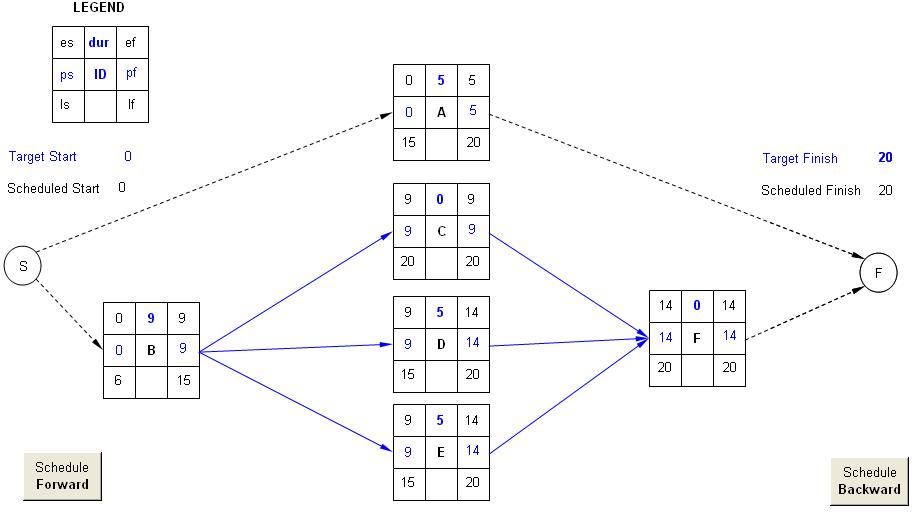 LEGEND
es dur ef
ps ID pf
ls lf
Target Start 0
Scheduled Start 0
0 5 5
0 A 5
15 20
Target Finish 20
Scheduled Finish 20
9 0 9
9 C 9
20 20
S
F
0 9 9
0 B 9
6 15
9 5 14
9 D 14
15 20
14 0 14
14 F 14
20 20
9 5 14
9 E 14
15 20
Schedule
Forward
Schedule
Backward